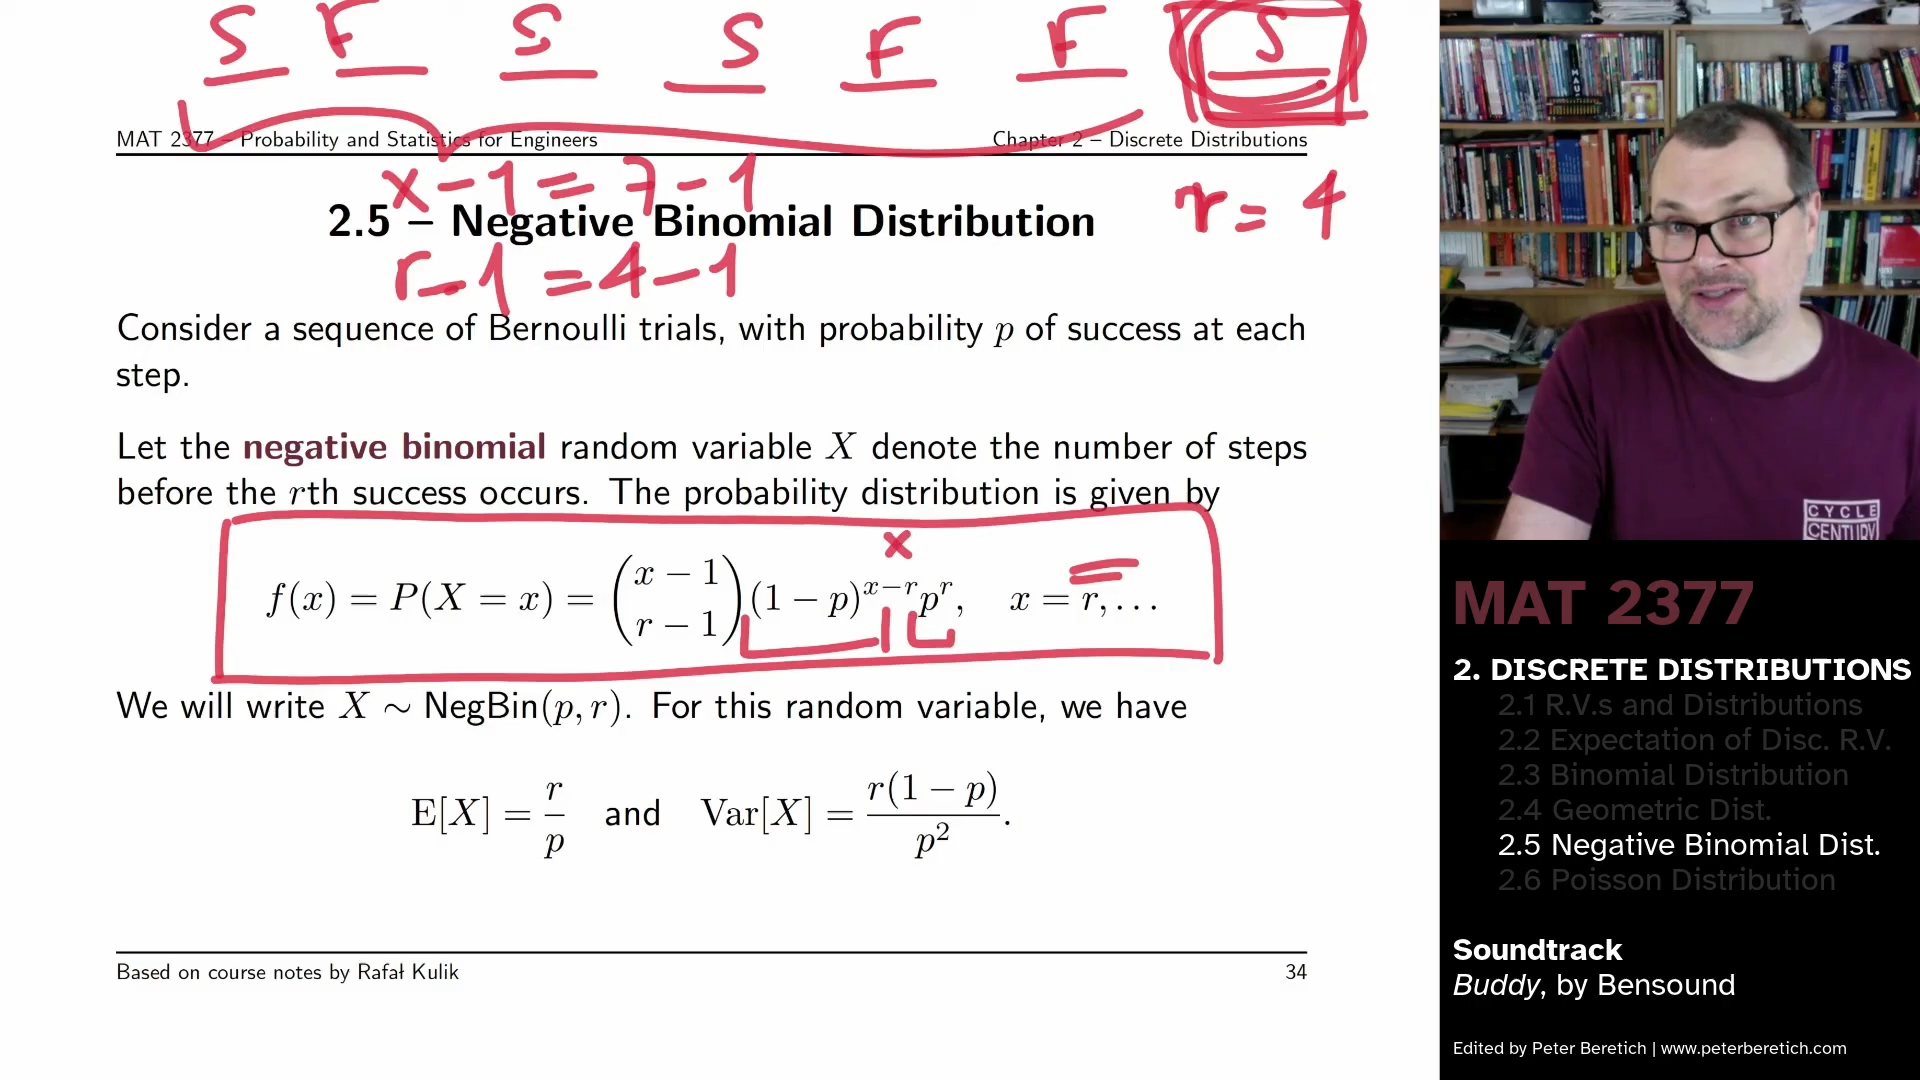 S F S S F F S
MAT 2377 – Probability and Statistics for Engineers Chapter 2 – Discrete Distributions
x - 1 = 7 - 1
r = 4
2.5 – Negative Binomial Distribution
r - 1 = 4 - 1
Consider a sequence of Bernoulli trials, with probability p of success at each
step.
Let the negative binomial random variable X denote the number of steps
before the rth success occurs. The probability distribution is given by
x
f(x) = P(X = x) = \binom{x − 1}{r − 1}(1 − p)^{x−r}p^r, x = r, . . .
We will write X ∼ NegBin(p, r). For this random variable, we have
E[X] = \frac{r}{p} and Var[X] = \frac{r(1 − p)}{p^2}.
Based on course notes by Rafał Kulik 34
CYCLE
CENTURY
MAT 2377
2. DISCRETE DISTRIBUTIONS
2.1 R.V.s and Distributions
2.2 Expectation of Disc. R.V.
2.3 Binomial Distribution
2.4 Geometric Dist.
2.5 Negative Binomial Dist.
2.6 Poisson Distribution
Soundtrack
Buddy, by Bensound
Edited by Peter Beretich | www.peterberetich.com